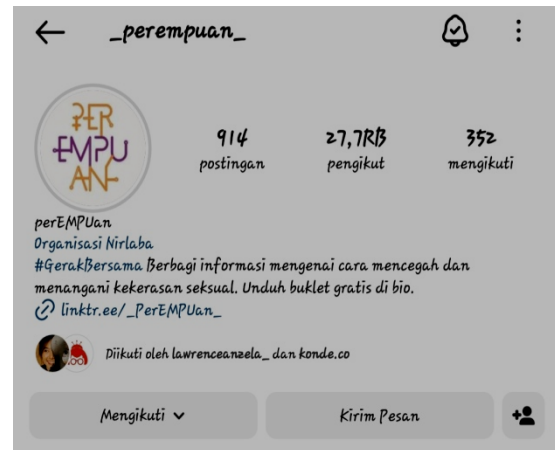 _perempuan_
PER
EMPU
AN
914
postingan
27,7RB
pengikut
352
mengikuti
perEMPUan
Organisasi Nirlaba
#GerakBersama Berbagi informasi mengenai cara mencegah dan
menangani kekerasan seksual. Unduh buklet gratis di bio.
linktr.ee/_PerEMPUan_
Diikuti oleh lawrenceanzela_ dan konde.co
Mengikuti
Kirim Pesan